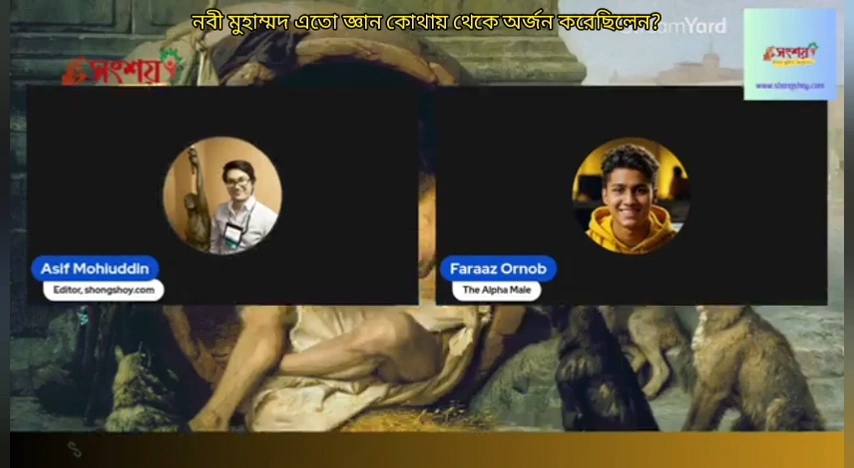 নবী মুহাম্মদ এতো জ্ঞান কোথায় থেকে অর্জন করেছিলেন?
StreamYard
সংশয়
সংশয়
www.shongshoy.com
Asif Mohiuddin
Editor, shongshoy.com
Faraaz Ornob
The Alpha Male